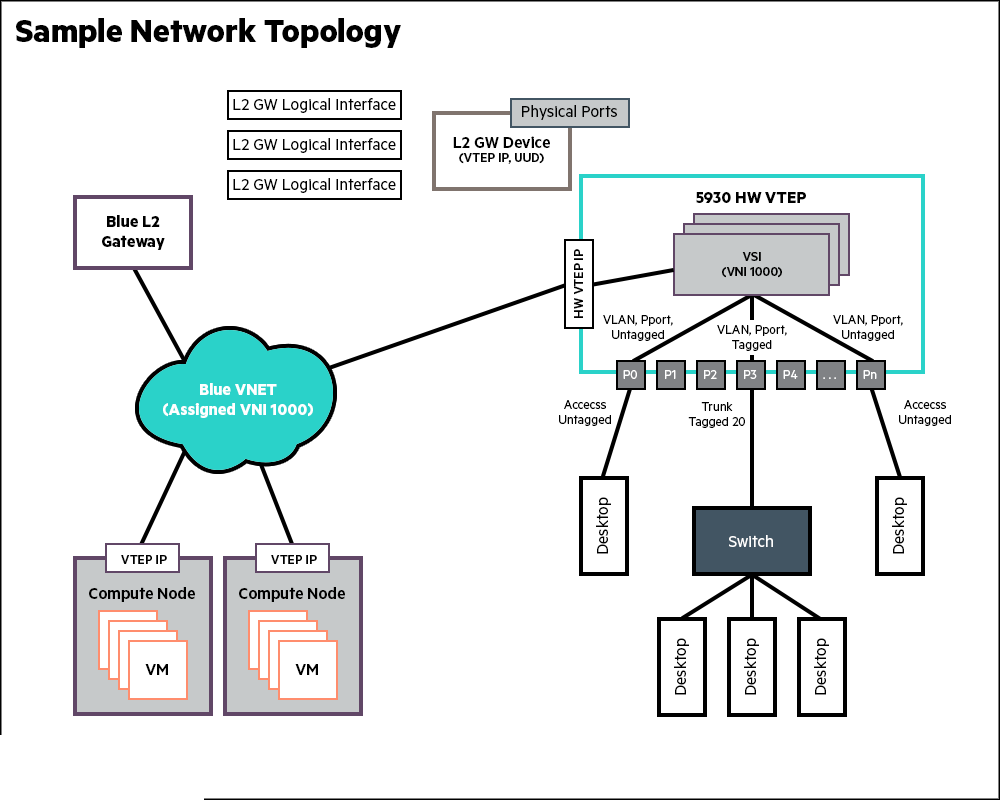 Sample Network Topology
L2 GW Logical Interface
L2 GW Logical Interface
L2 GW Logical Interface
Physical Ports
L2 GW Device
(VTEP IP, UUD)
Blue L2
Gateway
5930 HW VTEP
HW VTEP IP
VSI
(VNI 1000)
VLAN, Pport,
Untagged
VLAN, Pport,
Tagged
VLAN, Pport,
Untagged
P0
P1
P2
P3
P4
...
Pn
Blue VNET
(Assigned VNI 1000)
Accecss
Untagged
Trunk
Tagged 20
Accecss
Untagged
Desktop
Switch
Desktop
VTEP IP
Compute Node
VM
VTEP IP
Compute Node
VM
Desktop
Desktop
Desktop